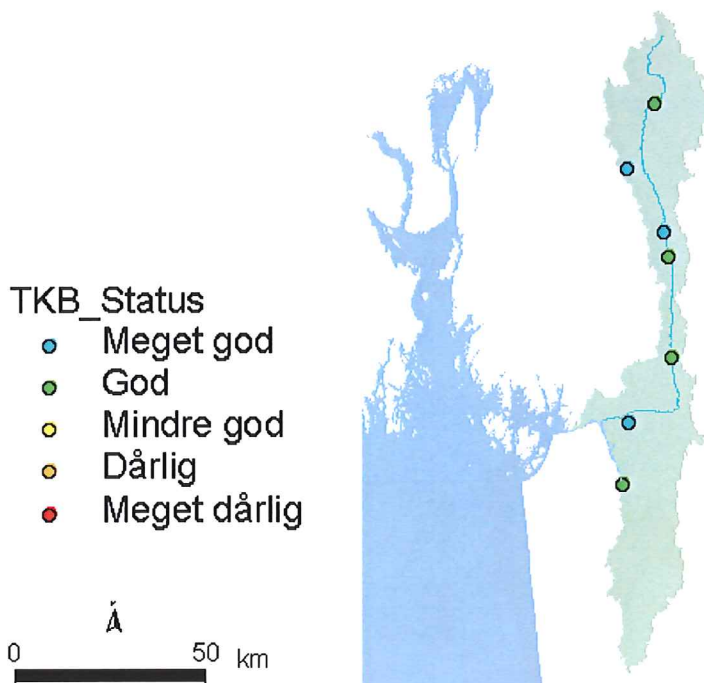 TKB_Status
Meget god
God
Mindre god
Dårlig
Meget dårlig
0 50 km